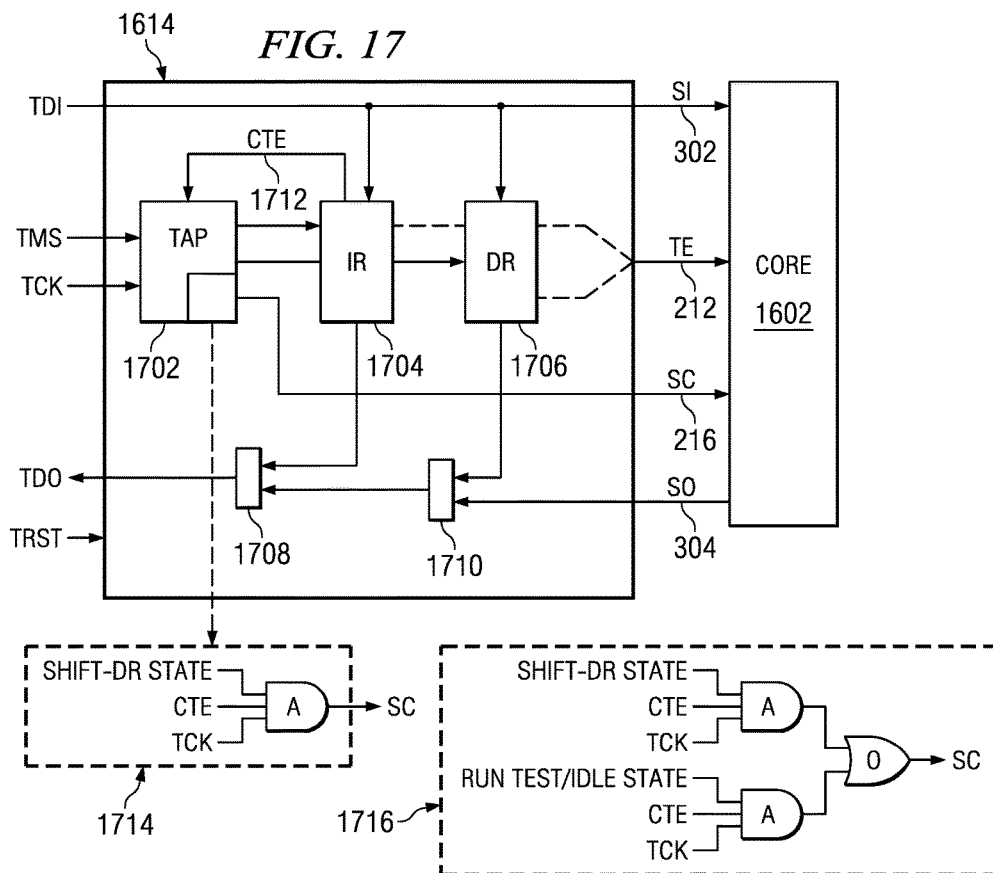 1614
FIG. 17
TDI
SI
302
CTE
1712
TMS
TAP
IR
DR
TE
212
CORE
1602
TCK
1702
1704
1706
SC
216
TDO
SO
304
TRST
1708
1710
SHIFT-DR STATE
CTE
TCK
A
SC
1714
SHIFT-DR STATE
CTE
TCK
A
O
SC
RUN TEST/IDLE STATE
CTE
TCK
A
1716